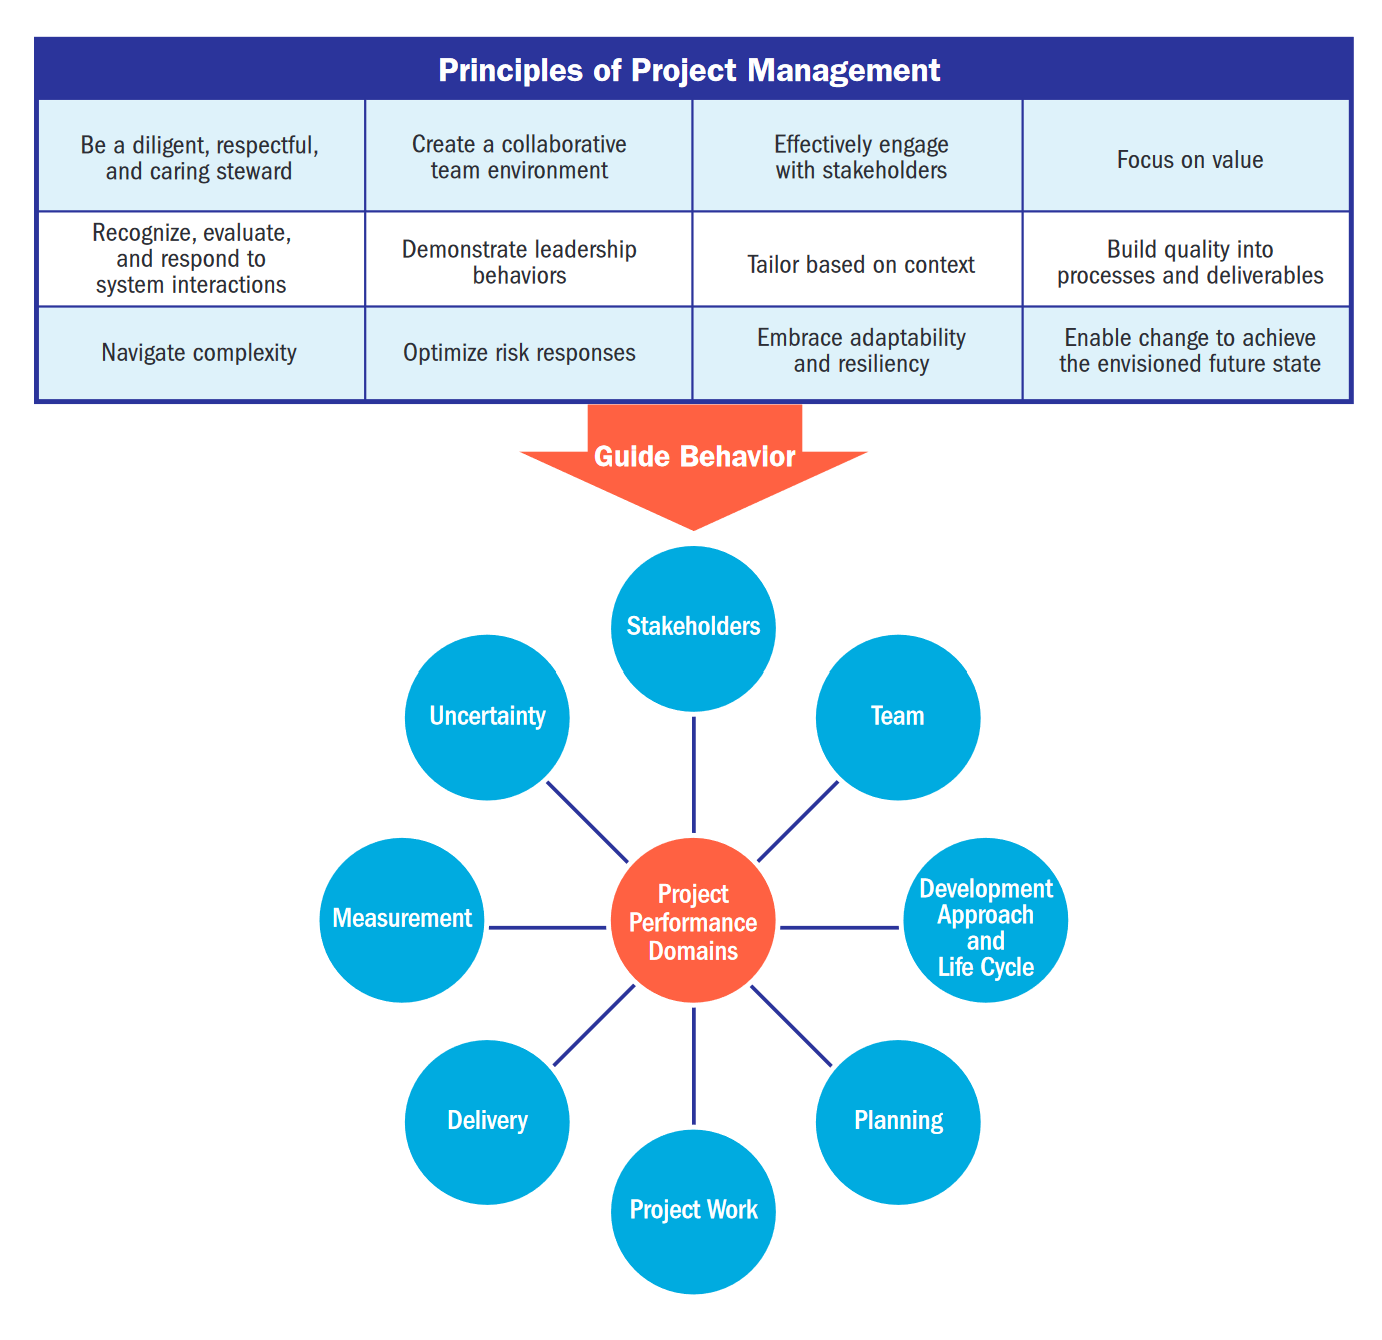 Principles of Project Management
Be a diligent, respectful,
and caring steward
Create a collaborative
team environment
Effectively engage
with stakeholders
Focus on value
Recognize, evaluate,
and respond to
system interactions
Demonstrate leadership
behaviors
Tailor based on context
Build quality into
processes and deliverables
Navigate complexity
Optimize risk responses
Embrace adaptability
and resiliency
Enable change to achieve
the envisioned future state
Guide Behavior
Stakeholders
Uncertainty
Team
Measurement
Project
Performance
Domains
Development
Approach
and
Life Cycle
Delivery
Planning
Project Work